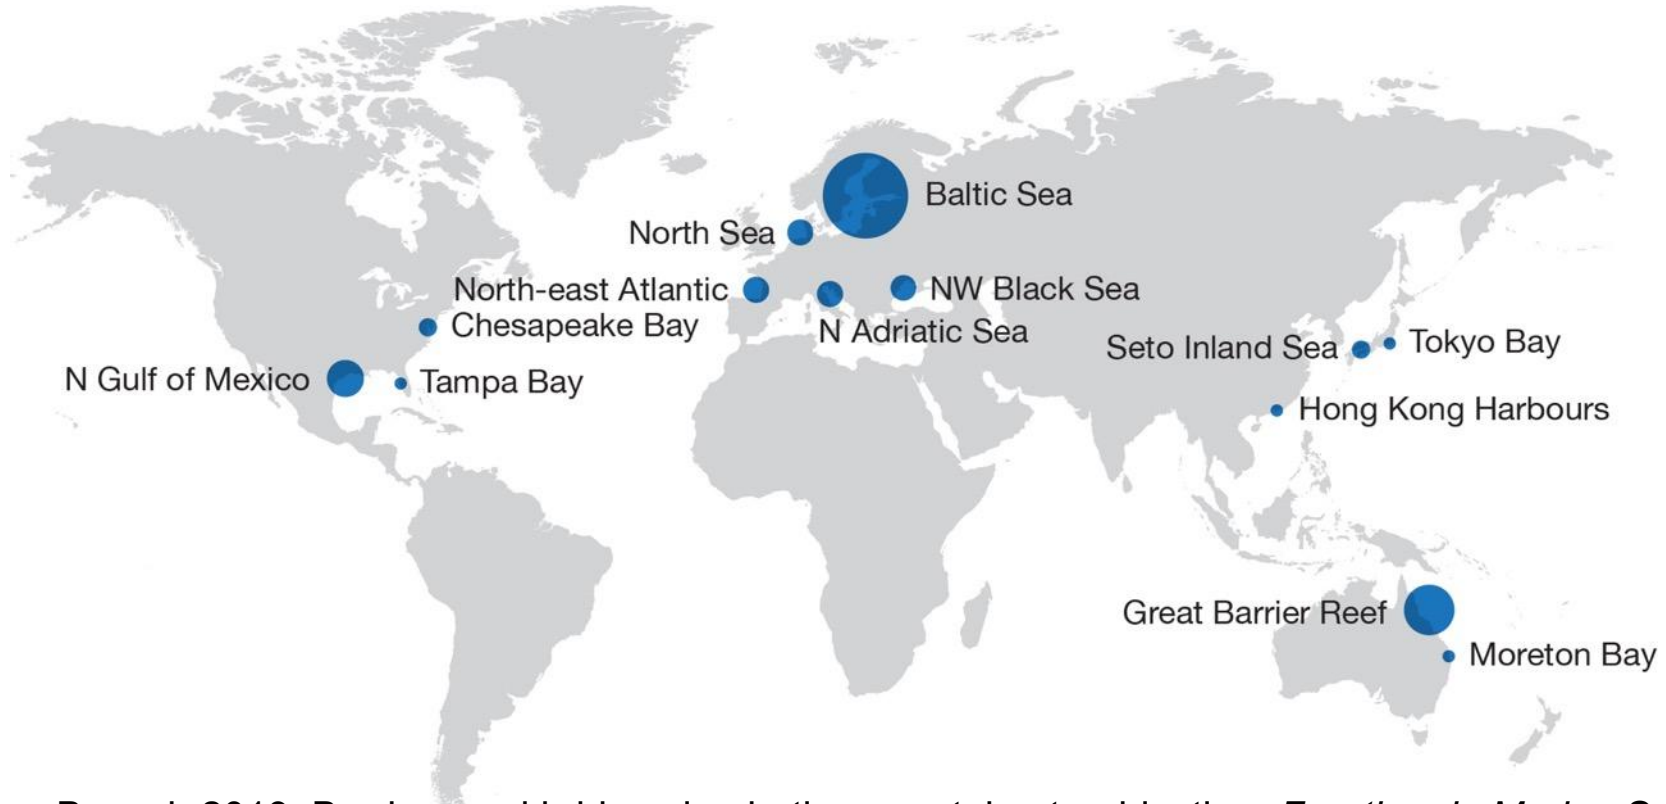 Baltic Sea
North Sea
North-east Atlantic
NW Black Sea
Chesapeake Bay
N Adriatic Sea
Seto Inland Sea
Tokyo Bay
N Gulf of Mexico
Tampa Bay
Hong Kong Harbours
Great Barrier Reef
Moreton Bay